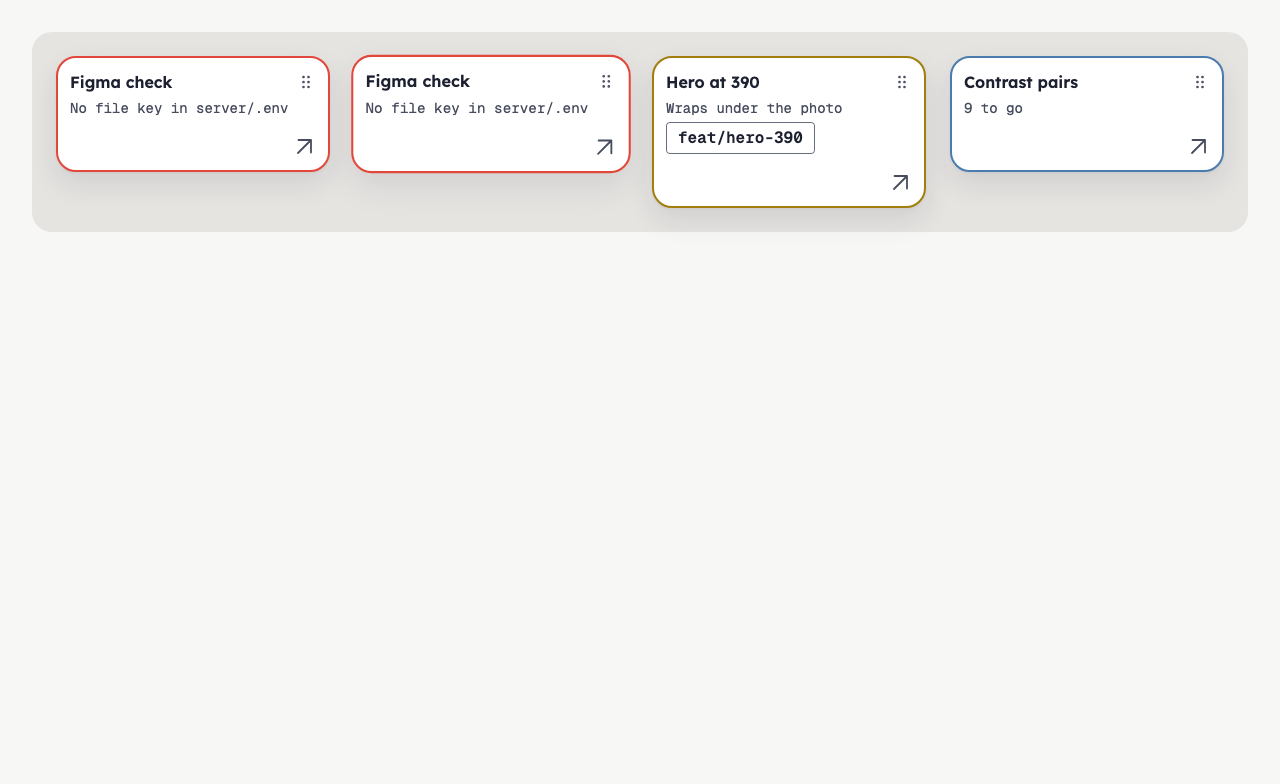 Figma check
No file key in server/.env
Figma check
No file key in server/.env
Hero at 390
Wraps under the photo
feat/hero-390
Contrast pairs
9 to go